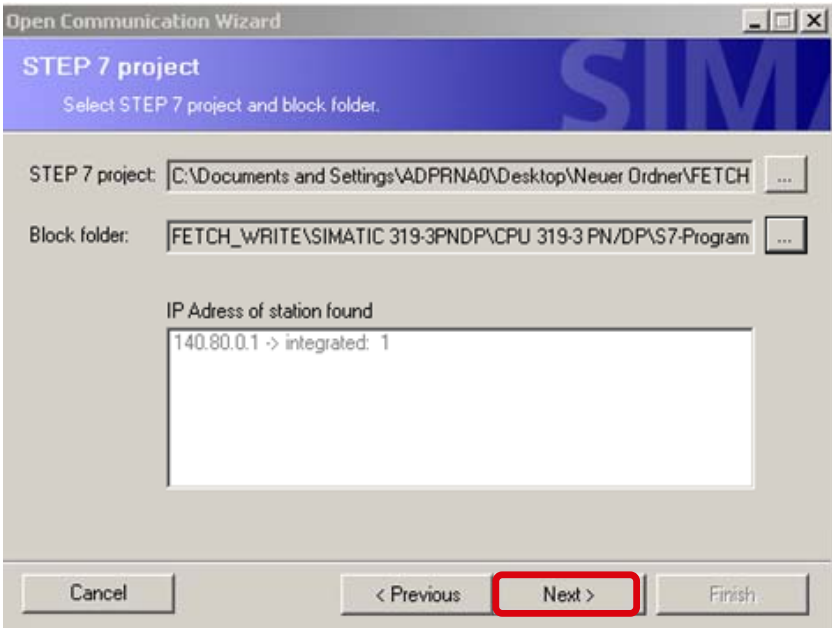 Open Communication Wizard
STEP 7 project
Select STEP 7 project and block folder.
SIMA
STEP 7 project: C:\Documents and Settings\ADPRNA0\Desktop\Neuer Ordner\FETCH ...
Block folder: FETCH_WRITE\SIMATIC 319-3PNDP\CPU 319-3 PN/DP\S7-Program ...
IP Adress of station found
140.80.0.1 -> integrated: 1
Cancel < Previous Next > Finish